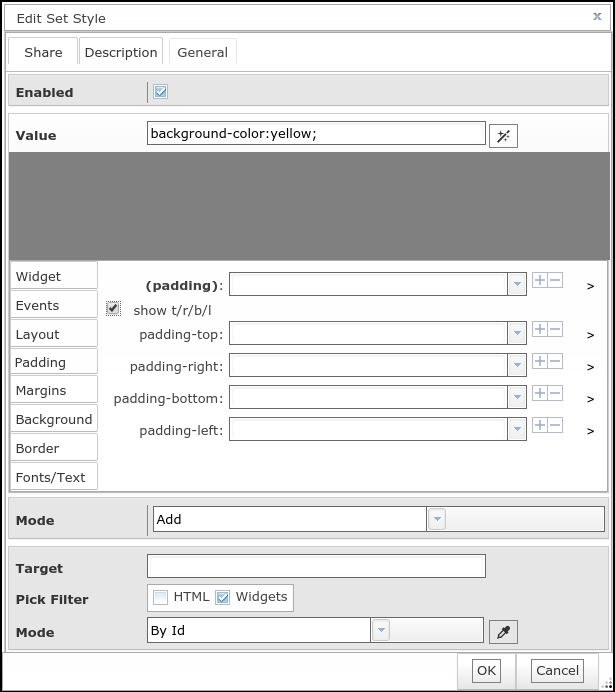 Edit Set Style x
Share Description General
Enabled
Value background-color:yellow;
Widget
(padding):
>
Events
show t/r/b/l
Layout
padding-top:
>
Padding
padding-right:
>
Margins
padding-bottom:
>
Background
padding-left:
>
Border
Fonts/Text
Mode Add
Target
Pick Filter HTML Widgets
Mode By Id
OK Cancel